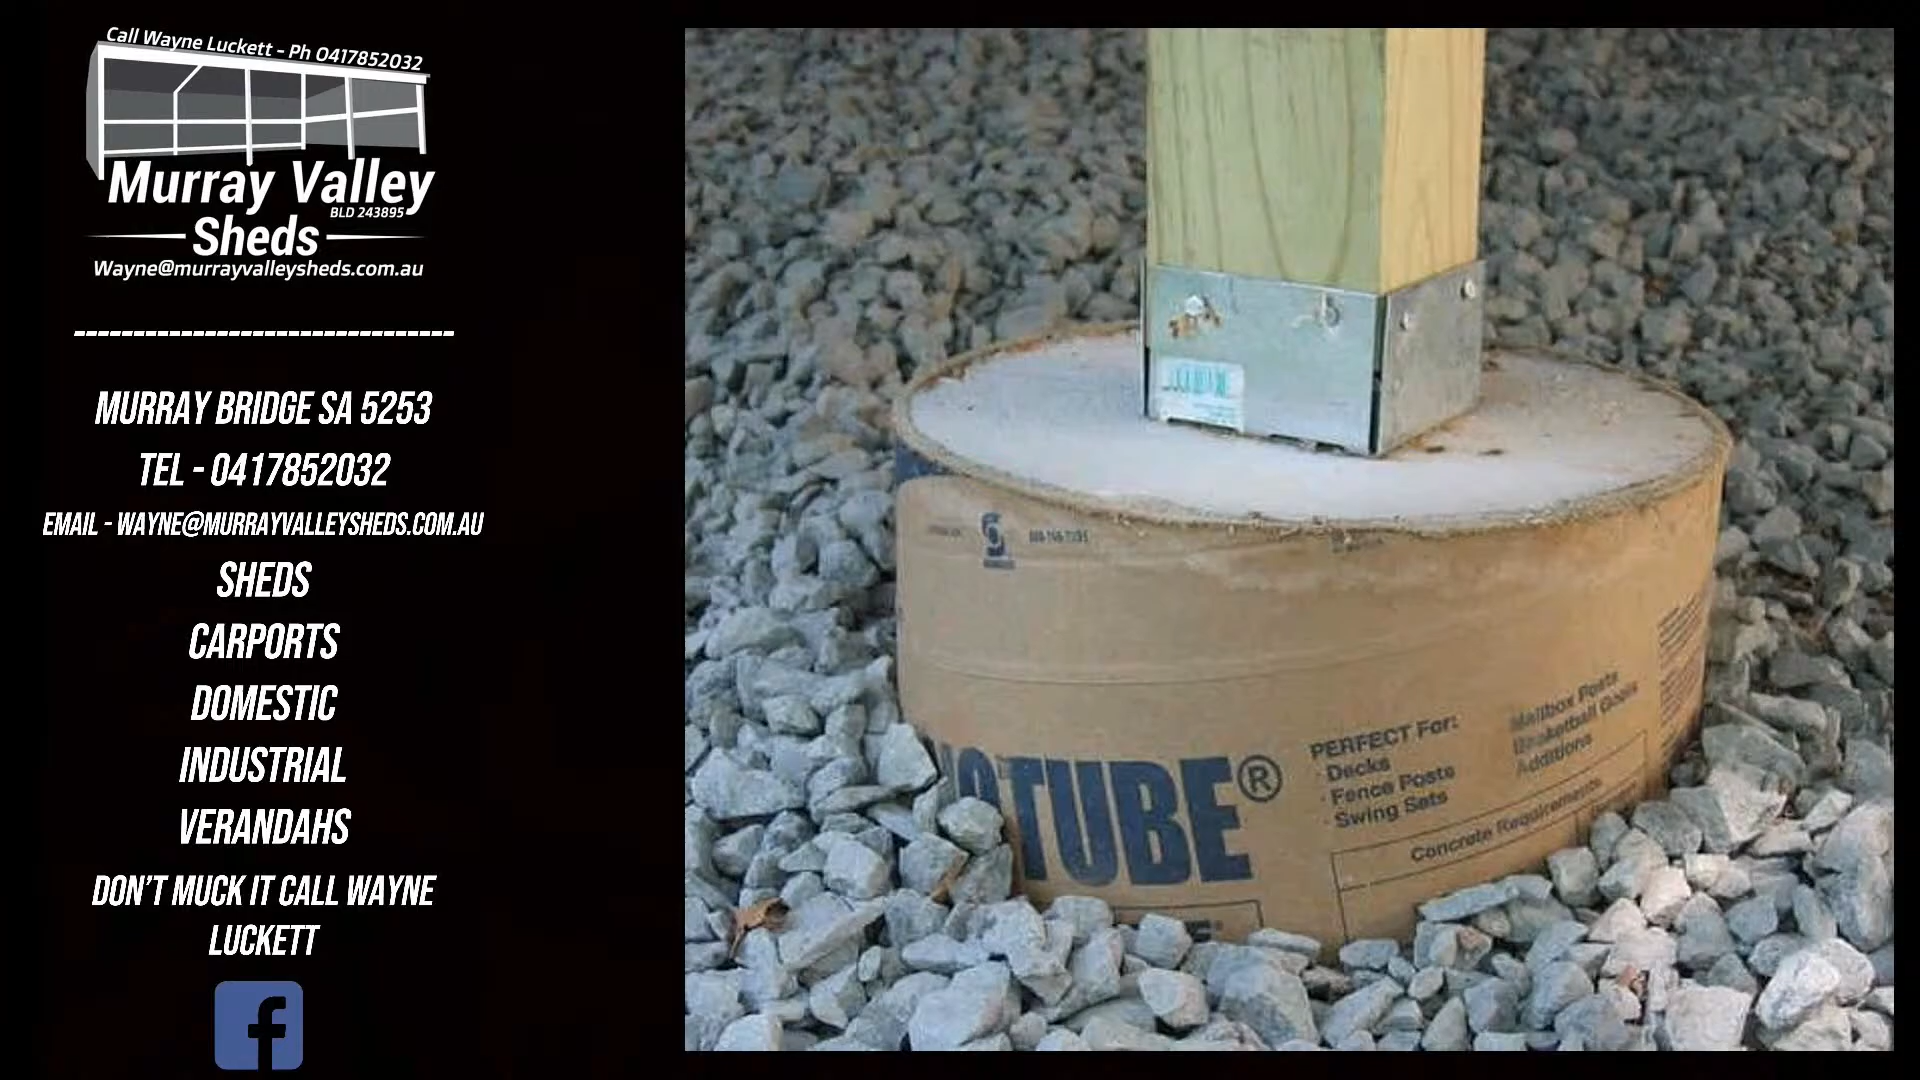 Call Wayne Luckett - Ph 0417852032
Murray Valley
BLD 243895
Sheds
Wayne@murrayvalleysheds.com.au
--------------------------------
MURRAY BRIDGE SA 5253
TEL - 0417852032
EMAIL - WAYNE@MURRAYVALLEYSHEDS.COM.AU
SHEDS
CARPORTS
DOMESTIC
INDUSTRIAL
VERANDAHS
DON'T MUCK IT CALL WAYNE
LUCKETT
TUBE®
PERFECT For:
· Decks
· Fence Posts
· Swing Sets
Mailbox Posts
Basketball Goals
Additions
Concrete Requirements